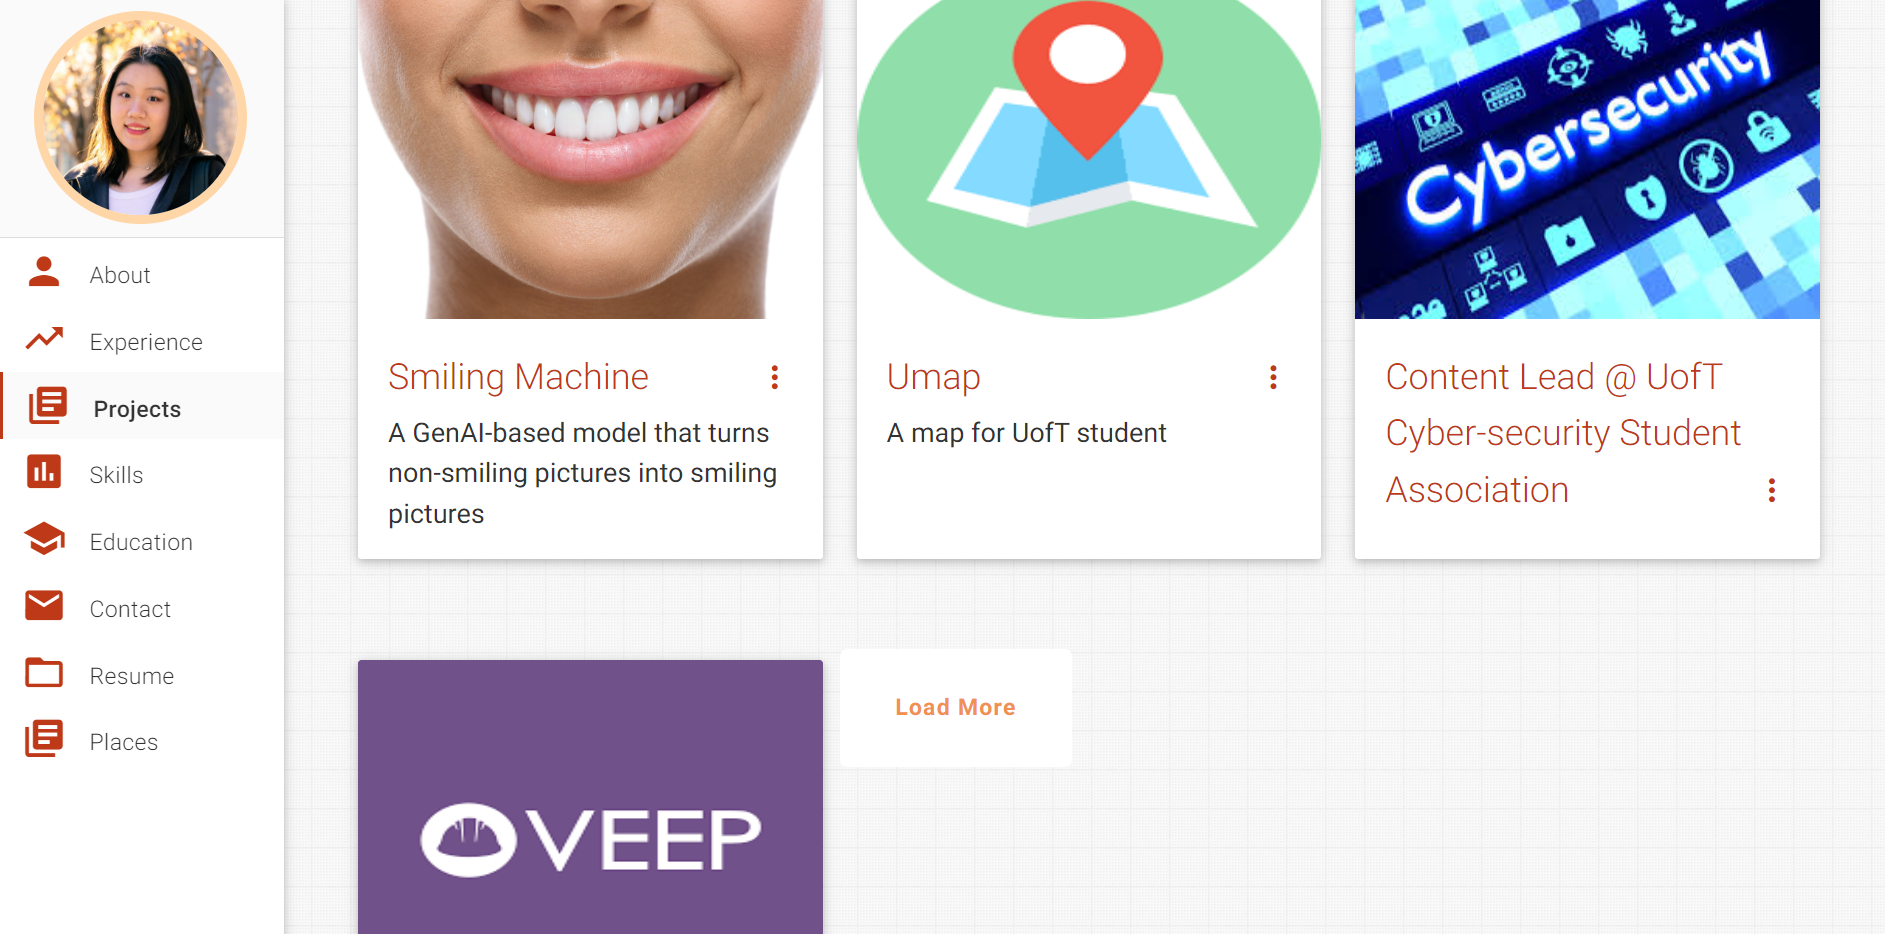 About
Experience
Projects
Skills
Education
Contact
Resume
Places
Cybersecurity
Smiling Machine
A GenAI-based model that turns
non-smiling pictures into smiling
pictures
Umap
A map for UofT student
Content Lead @ UofT
Cyber-security Student
Association
VEEP
Load More